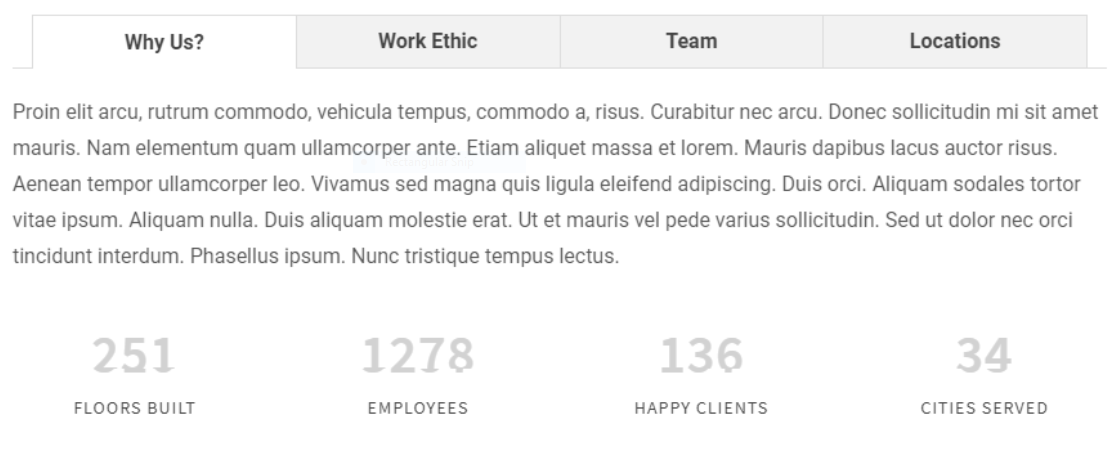 Why Us? Work Ethic Team Locations
Proin elit arcu, rutrum commodo, vehicula tempus, commodo a, risus. Curabitur nec arcu. Donec sollicitudin mi sit amet
mauris. Nam elementum quam ullamcorper ante. Etiam aliquet massa et lorem. Mauris dapibus lacus auctor risus.
Rectangular Snip
Aenean tempor ullamcorper leo. Vivamus sed magna quis ligula eleifend adipiscing. Duis orci. Aliquam sodales tortor
vitae ipsum. Aliquam nulla. Duis aliquam molestie erat. Ut et mauris vel pede varius sollicitudin. Sed ut dolor nec orci
tincidunt interdum. Phasellus ipsum. Nunc tristique tempus lectus.
251 1278 136 34
FLOORS BUILT EMPLOYEES HAPPY CLIENTS CITIES SERVED